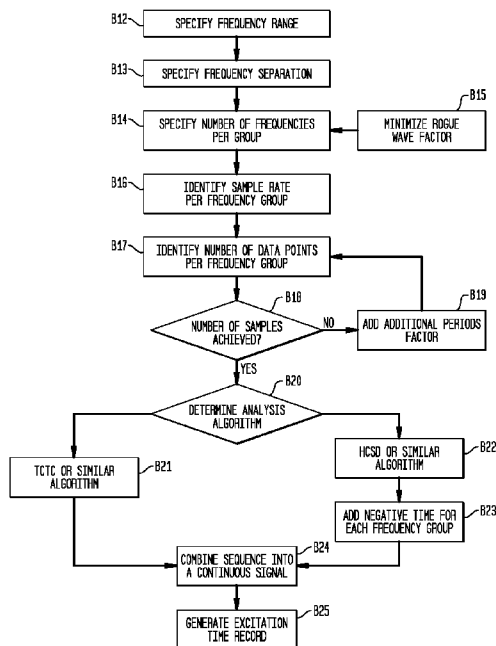 B12
SPECIFY FREQUENCY RANGE
B13
SPECIFY FREQUENCY SEPARATION
B14
SPECIFY NUMBER OF FREQUENCIES
PER GROUP
B15
MINIMIZE ROGUE
WAVE FACTOR
B16
IDENTIFY SAMPLE RATE
PER FREQUENCY GROUP
B17
IDENTIFY NUMBER OF DATA POINTS
PER FREQUENCY GROUP
B18
NUMBER OF SAMPLES
ACHIEVED?
NO
B19
ADD ADDITIONAL PERIODS
FACTOR
YES
B20
DETERMINE ANALYSIS
ALGORITHM
B21
TCTC OR SIMILAR
ALGORITHM
B22
HCSD OR SIMILAR
ALGORITHM
B23
ADD NEGATIVE TIME FOR
EACH FREQUENCY GROUP
B24
COMBINE SEQUENCE INTO
A CONTINUOUS SIGNAL
B25
GENERATE EXCITATION
TIME RECORD